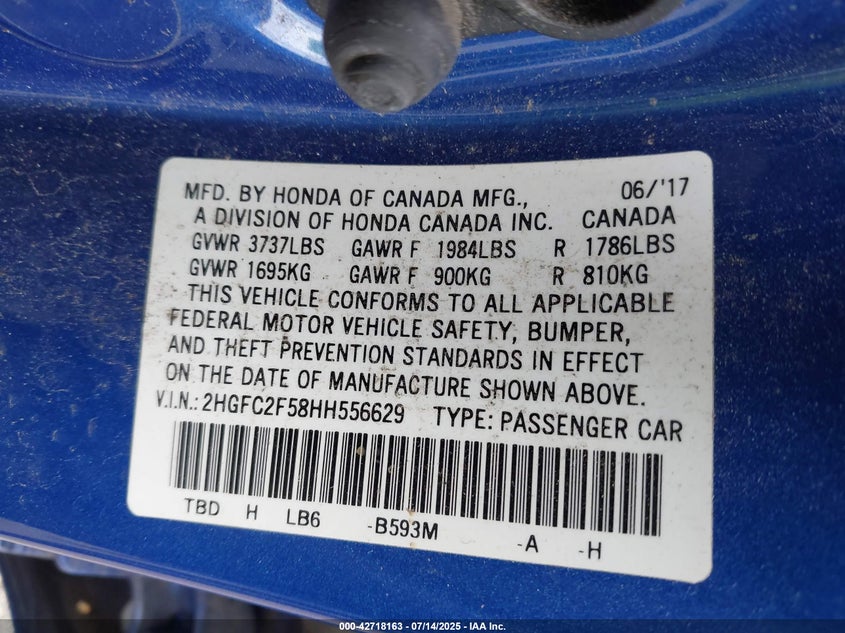 MFD. BY HONDA OF CANADA MFG., 06/'17
A DIVISION OF HONDA CANADA INC. CANADA
GVWR 3737LBS GAWR F 1984LBS R 1786LBS
GVWR 1695KG GAWR F 900KG R 810KG
THIS VEHICLE CONFORMS TO ALL APPLICABLE
FEDERAL MOTOR VEHICLE SAFETY, BUMPER,
AND THEFT PREVENTION STANDARDS IN EFFECT
ON THE DATE OF MANUFACTURE SHOWN ABOVE.
V.I.N.: 2HGFC2F58HH556629 TYPE: PASSENGER CAR
TBD H LB6 -B593M -A -H
000-42718163 - 07/14/2025 - IAA Inc.